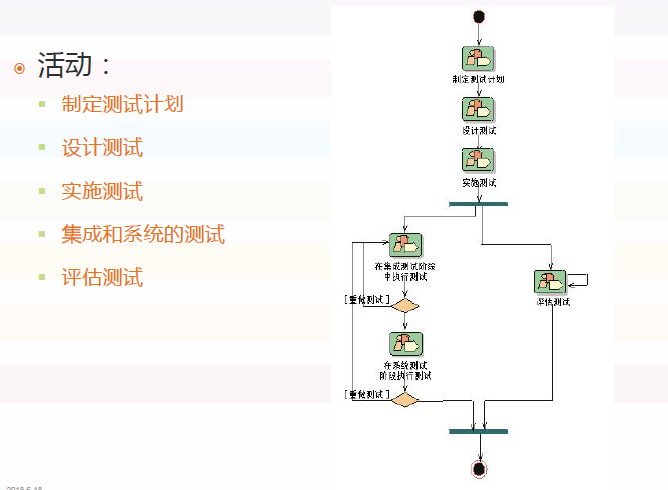 活动：
制定测试计划
设计测试
实施测试
集成和系统的测试
评估测试
制定测试计划
设计测试
实施测试
在集成测试阶段
中执行测试
[重做测试]
评估测试
在系统测试
阶段执行测试
[重做测试]
2018.6.18